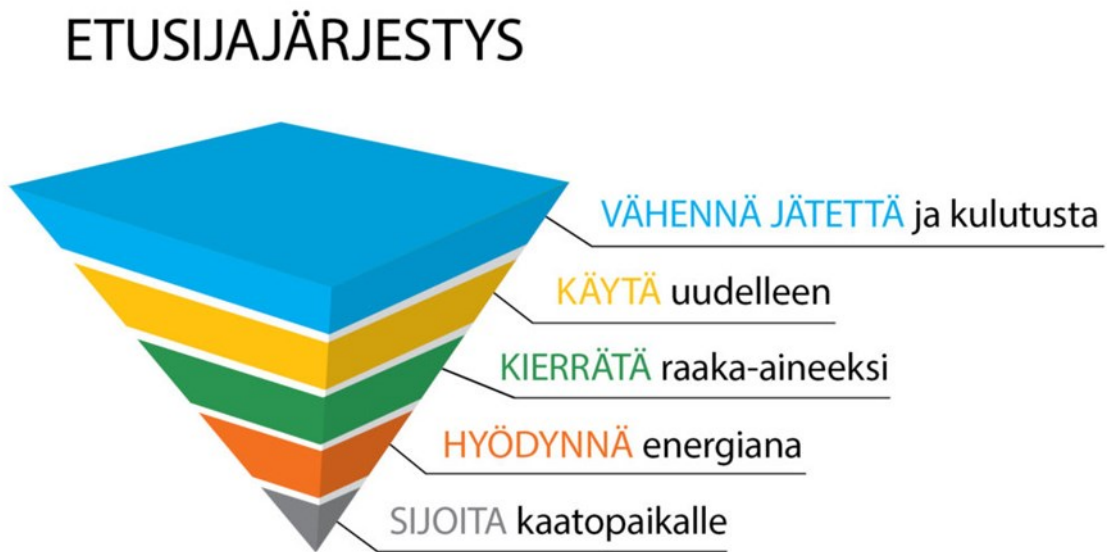 ETUSIJAJÄRJESTYS
VÄHENNÄ JÄTETTÄ ja kulutusta
KÄYTÄ uudelleen
KIERRÄTÄ raaka-aineeksi
HYÖDYNNÄ energiana
SIJOITA kaatopaikalle